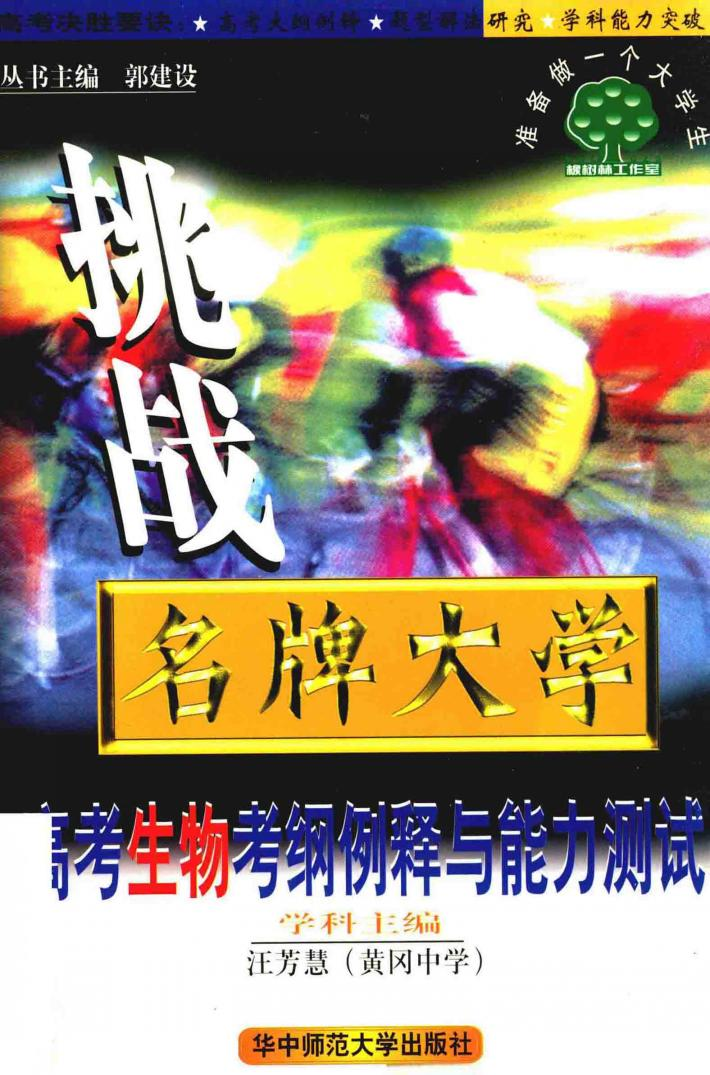 高考决胜要诀：★高考大纲例释★题型解法研究★学科能力突破
丛书主编 郭建设
准备做一个大学生
橡树林工作室
挑战
名牌大学
高考生物考纲例释与能力测试
学科主编
汪芳慧（黄冈中学）
华中师范大学出版社